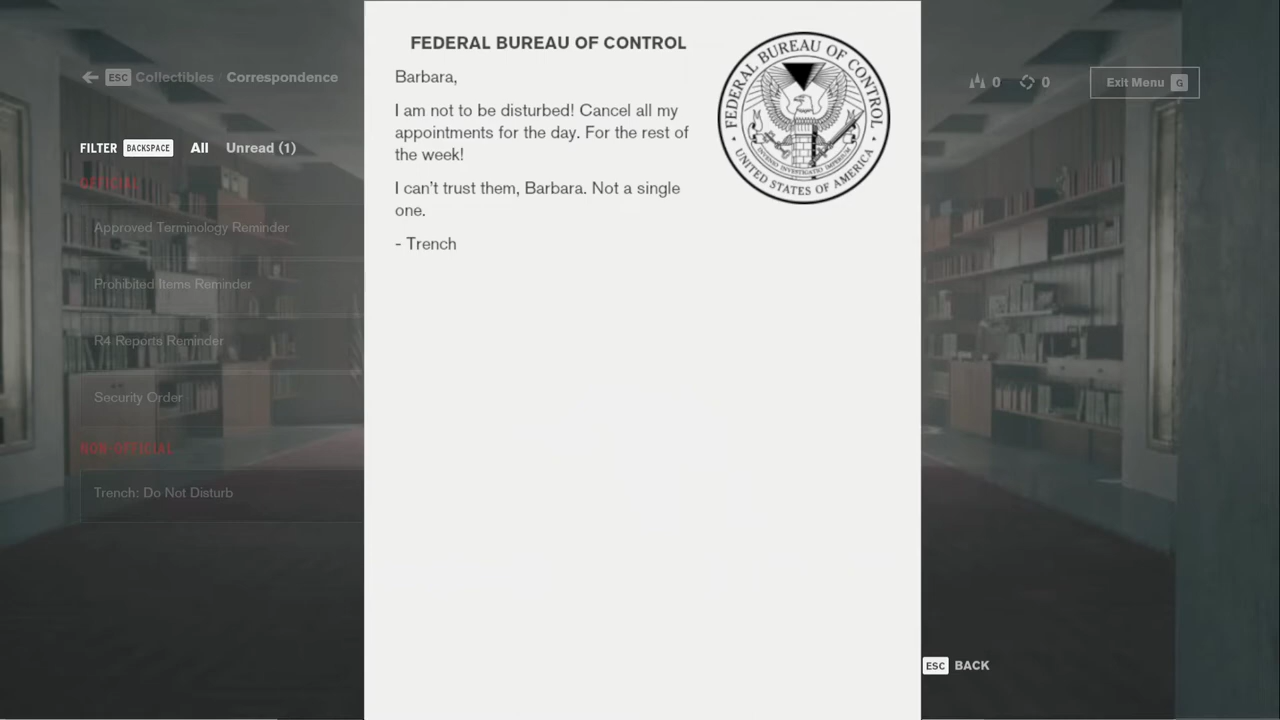 FEDERAL BUREAU OF CONTROL
Barbara,
I am not to be disturbed! Cancel all my
appointments for the day. For the rest of
the week!
I can't trust them, Barbara. Not a single
one.
- Trench
FEDERAL BUREAU OF CONTROL
UNITED STATES OF AMERICA
ESC Collectibles / Correspondence
0 0
Exit Menu G
FILTER BACKSPACE All Unread (1)
OFFICIAL
Approved Terminology Reminder
Prohibited Items Reminder
R4 Reports Reminder
Security Order
NON-OFFICIAL
Trench: Do Not Disturb
ESC BACK